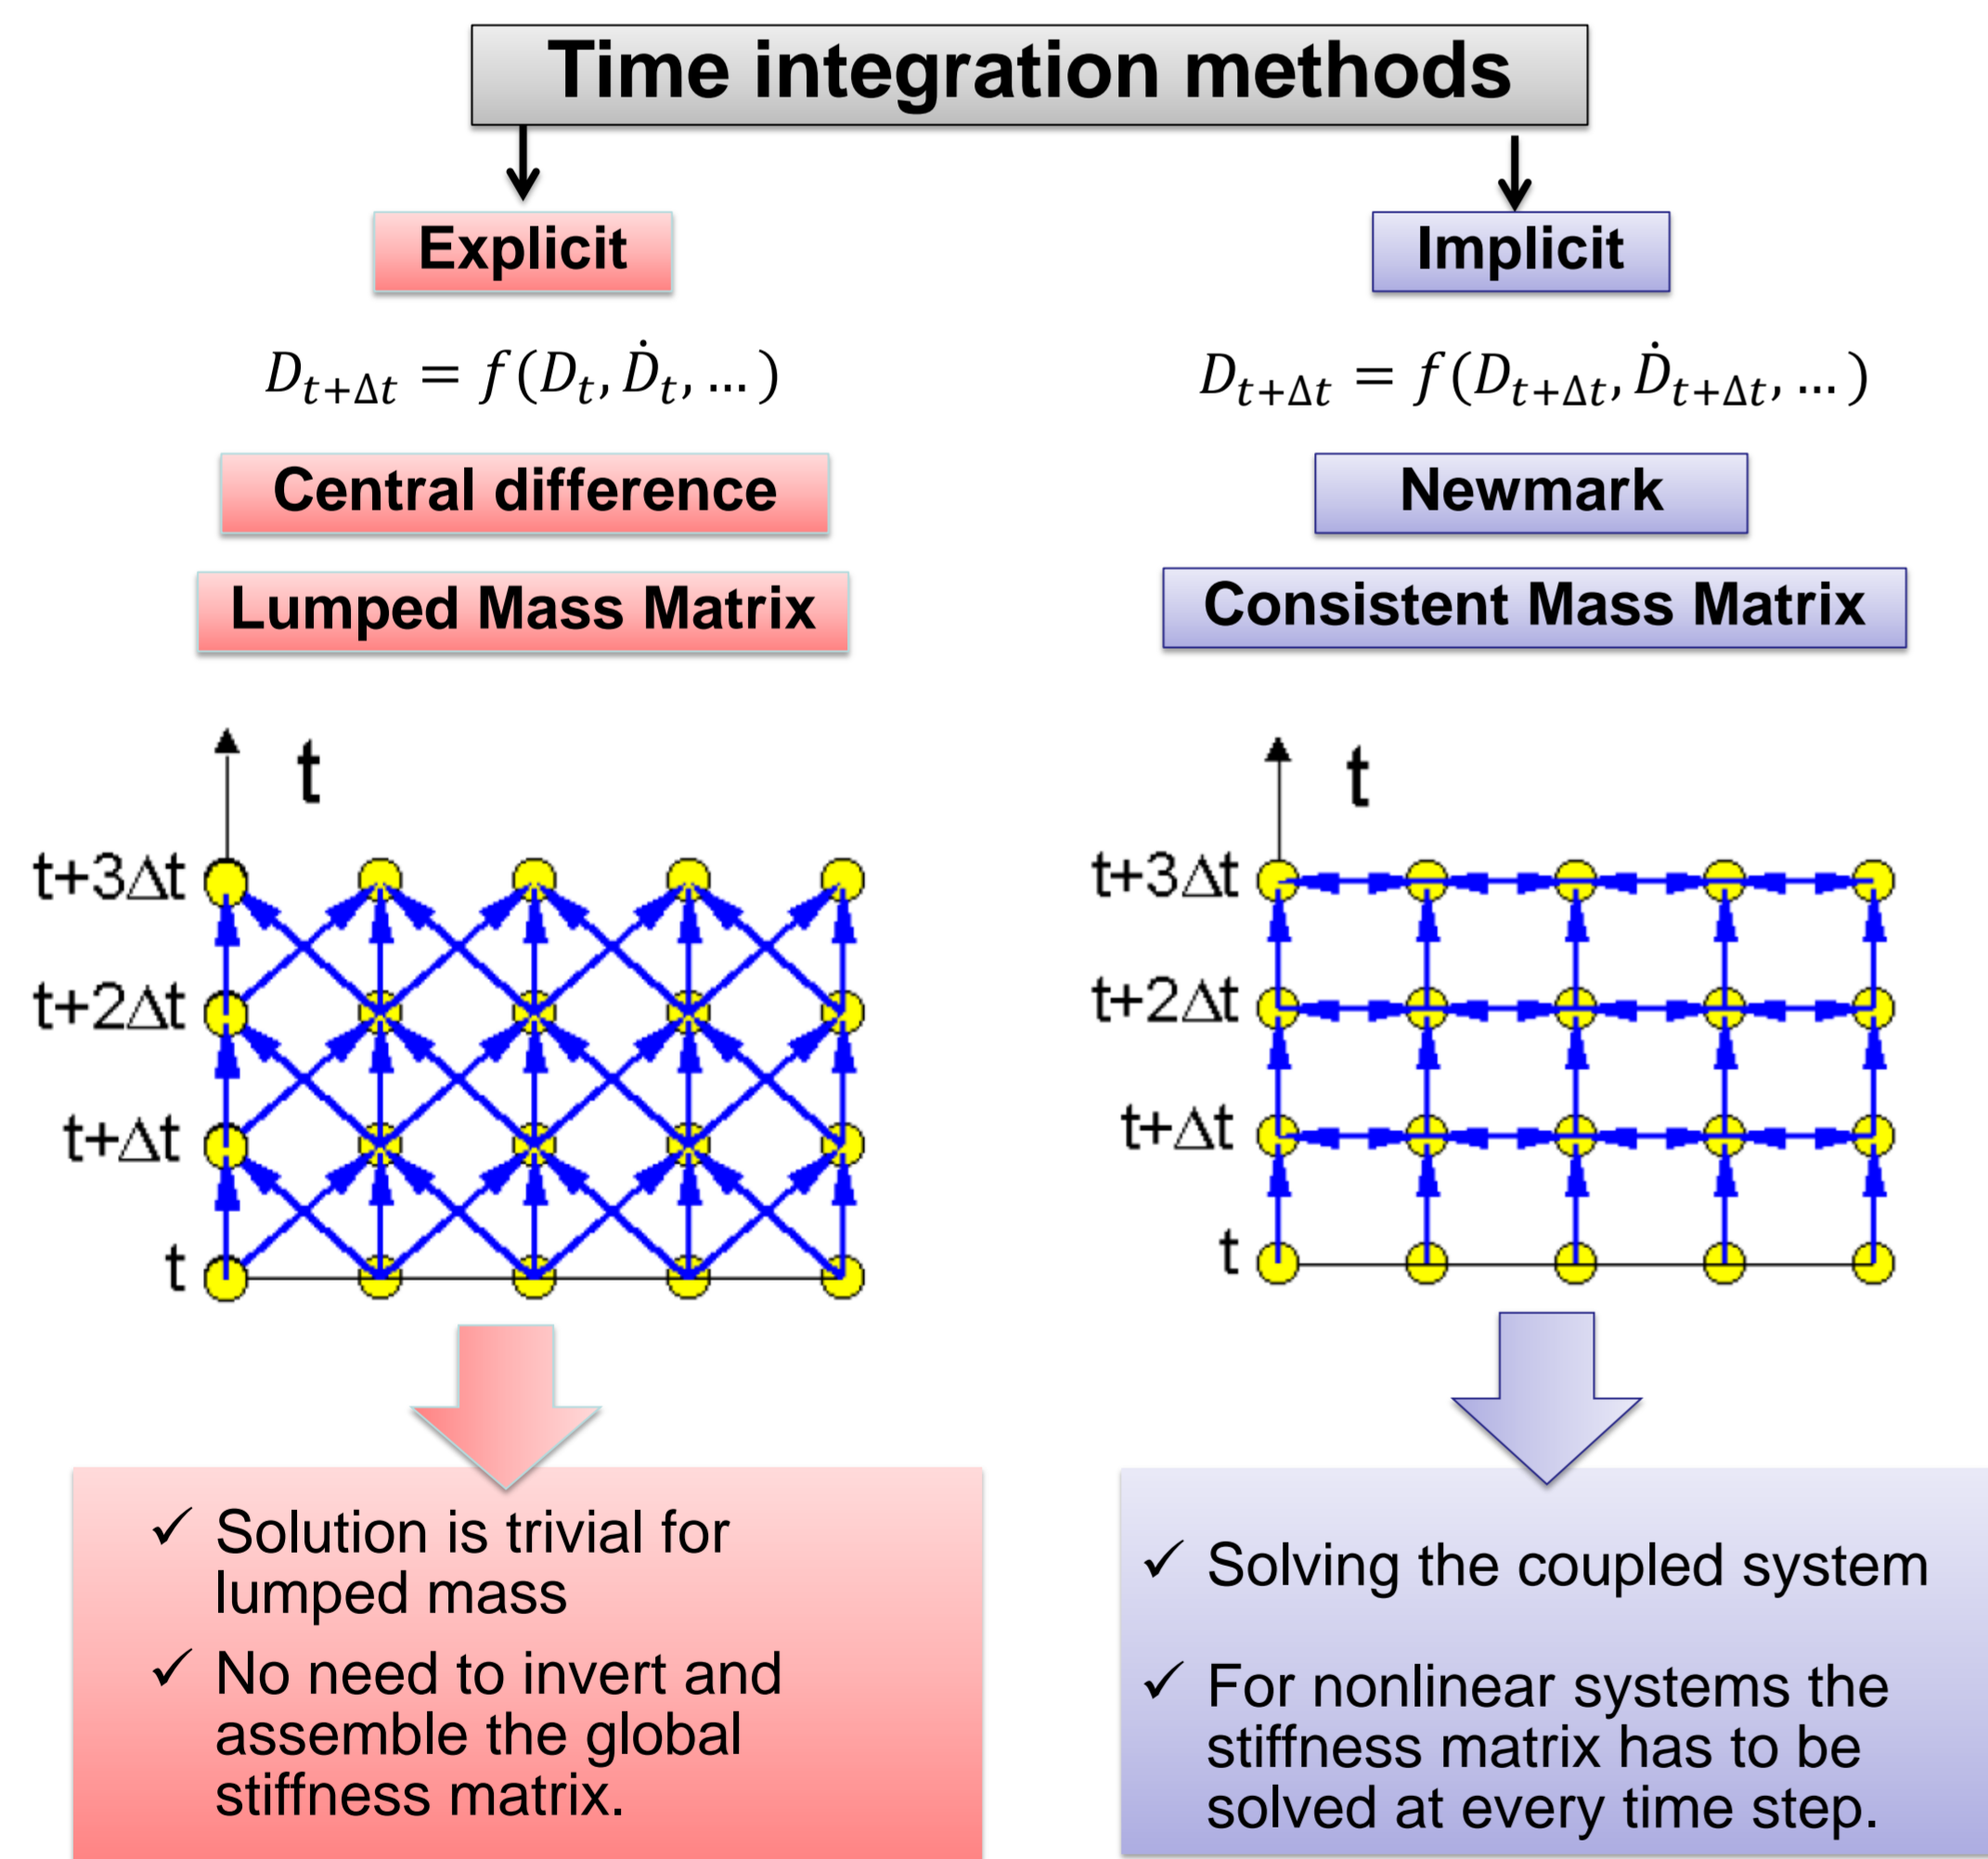 Time integration methods
Explicit
D_{t+Δt} = f(D_t, Ḋ_t, … )
Central difference
Lumped Mass Matrix
t
t+3Δt
t+2Δt
t+Δt
t
✓ Solution is trivial for
lumped mass
✓ No need to invert and
assemble the global
stiffness matrix.
Implicit
D_{t+Δt} = f(D_{t+Δt}, Ḋ_{t+Δt}, … )
Newmark
Consistent Mass Matrix
t
t+3Δt
t+2Δt
t+Δt
t
✓ Solving the coupled system
✓ For nonlinear systems the
stiffness matrix has to be
solved at every time step.